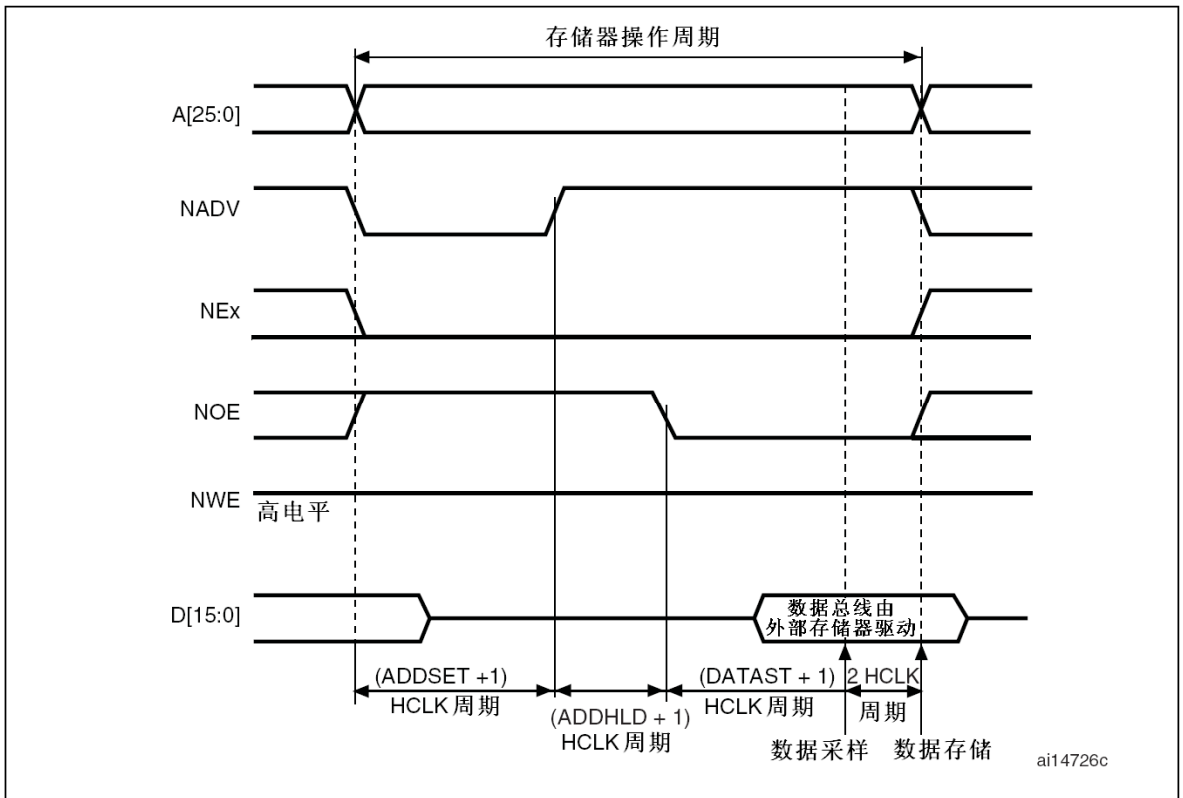 存储器操作周期
A[25:0]
NADV
NEx
NOE
NWE
高电平
D[15:0]
数据总线由
外部存储器驱动
(ADDSET +1)
HCLK 周期
(ADDHLD + 1)
HCLK 周期
(DATAST + 1)
HCLK 周期
2 HCLK
周期
数据采样
数据存储
ai14726c